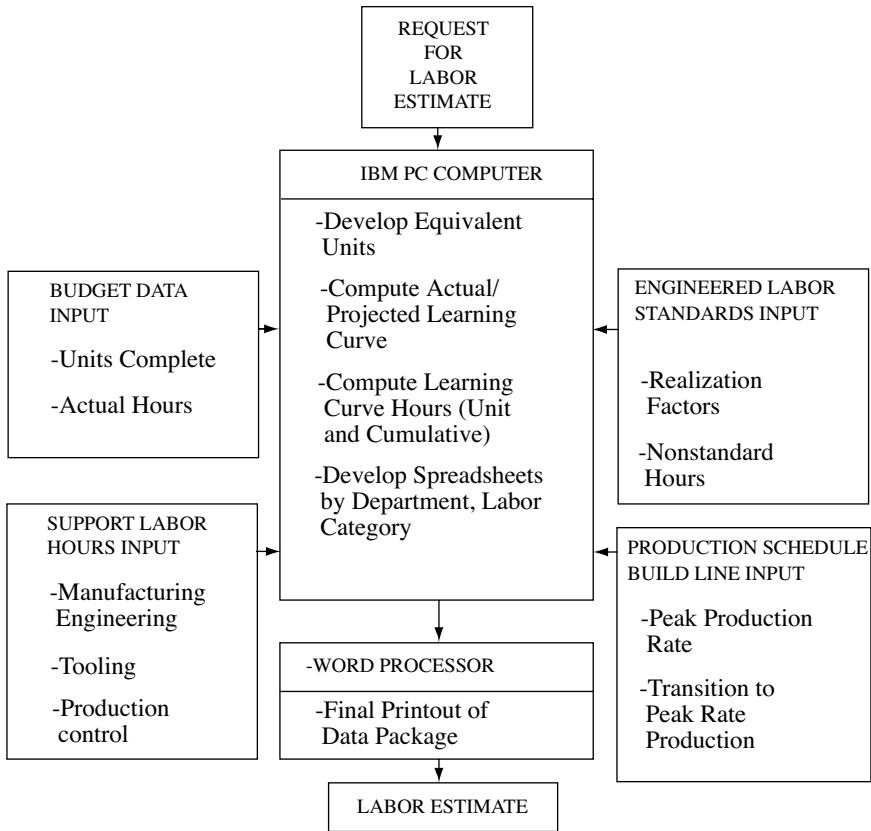 REQUEST
FOR
LABOR
ESTIMATE
IBM PC COMPUTER
-Develop Equivalent
Units
-Compute Actual/
Projected Learning
Curve
-Compute Learning
Curve Hours (Unit
and Cumulative)
-Develop Spreadsheets
by Department, Labor
Category
BUDGET DATA
INPUT
-Units Complete
-Actual Hours
SUPPORT LABOR
HOURS INPUT
-Manufacturing
Engineering
-Tooling
-Production
control
ENGINEERED LABOR
STANDARDS INPUT
-Realization
Factors
-Nonstandard
Hours
PRODUCTION SCHEDULE
BUILD LINE INPUT
-Peak Production
Rate
-Transition to
Peak Rate
Production
-WORD PROCESSOR
-Final Printout of
Data Package
LABOR ESTIMATE